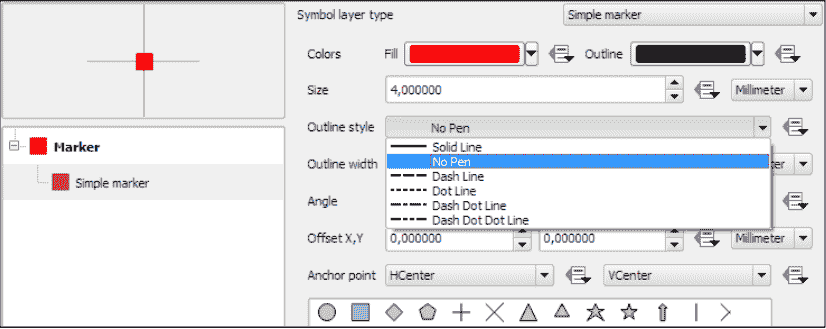 Symbol layer type Simple marker
Colors Fill Outline
Size 4,000000 Millimeter
Marker
Simple marker
Outline style No Pen
Solid Line
No Pen
Outline width
Dash Line
Dot Line
Angle
Dash Dot Line
Dash Dot Dot Line
Offset X,Y 0,000000 0,000000 Millimeter
Anchor point HCenter VCenter